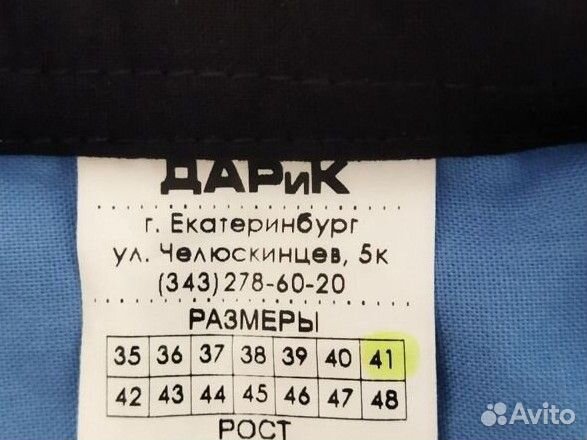 ДАРиК
г. Екатеринбург
ул. Челюскинцев, 5к
(343)278-60-20
РАЗМЕРЫ
35 36 37 38 39 40 41
42 43 44 45 46 47 48
РОСТ
Avito